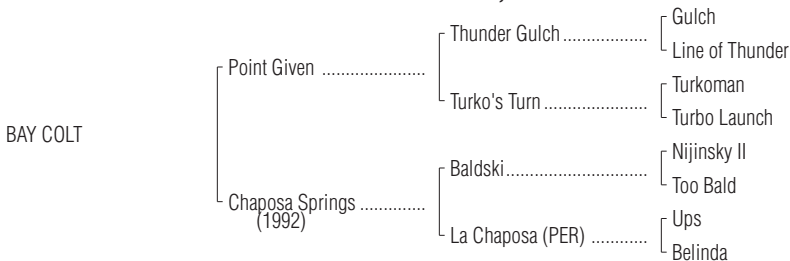 Gulch
Thunder Gulch ..................
Line of Thunder
Point Given ......................
Turkoman
Turko's Turn ......................
Turbo Launch
BAY COLT
Nijinsky II
Baldski ..............................
Too Bald
Chaposa Springs ..............
(1992)
Ups
La Chaposa (PER) ............
Belinda